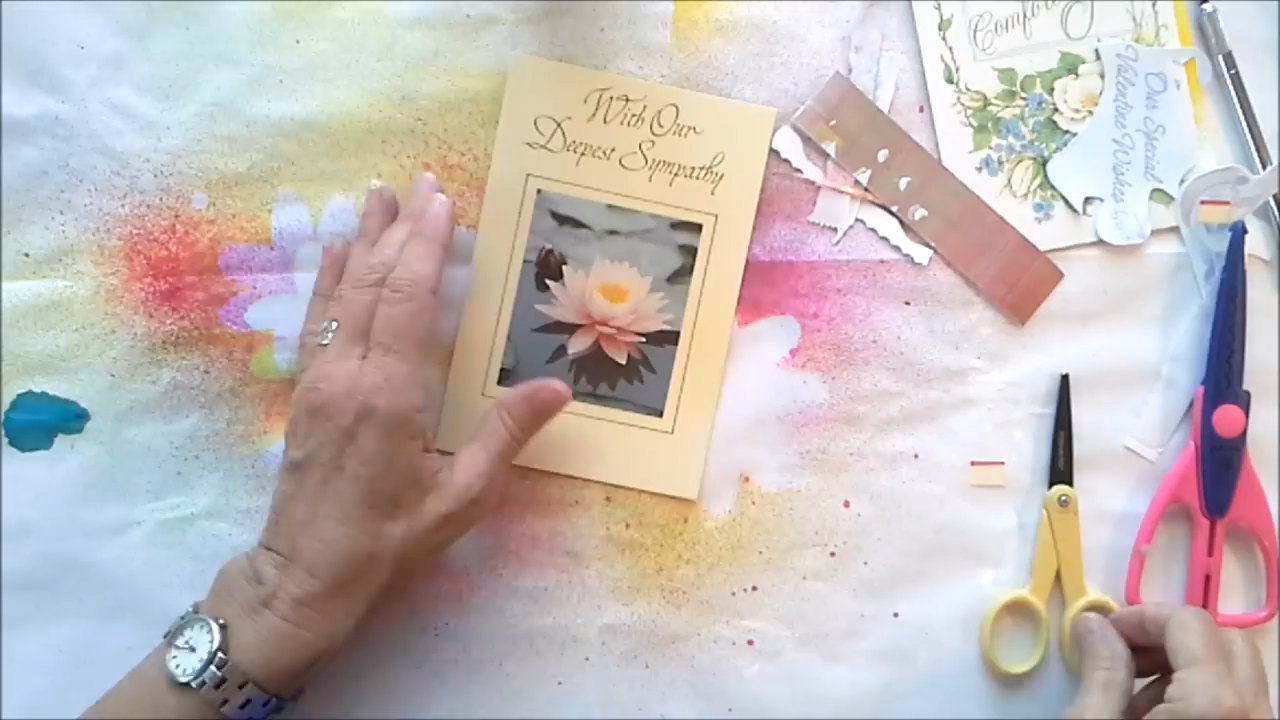 With Our
Deepest Sympathy
Our Special
Valentine Wishes